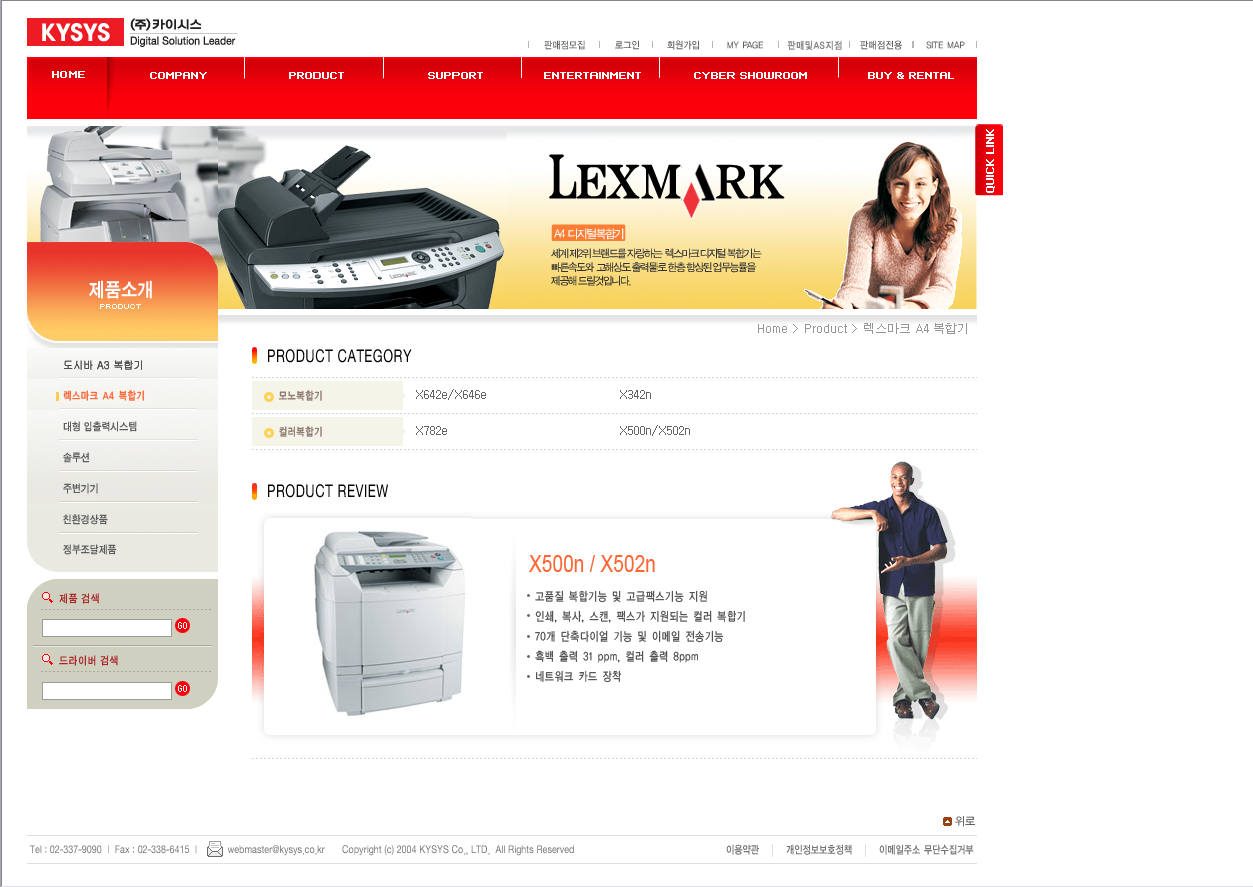 KYSYS (주)카이시스
Digital Solution Leader
판매점모집 로그인 회원가입 MY PAGE 판매및AS지점 판매점전용 SITE MAP
HOME COMPANY PRODUCT SUPPORT ENTERTAINMENT CYBER SHOWROOM BUY & RENTAL
QUICK LINK
LEXMARK
A4 디지털복합기
세계 제2위 브랜드를 자랑하는 렉스마크 디지털 복합기는
빠른속도와 고해상도 출력물로 한층 향상된 업무능률을
제공해 드릴것입니다.
제품소개
PRODUCT
도시바 A3 복합기
렉스마크 A4 복합기
대형 입출력시스템
솔루션
주변기기
친환경상품
정부조달제품
제품 검색
GO
드라이버 검색
GO
Home > Product > 렉스마크 A4 복합기
PRODUCT CATEGORY
모노복합기 X642e/X646e X342n
컬러복합기 X782e X500n/X502n
PRODUCT REVIEW
X500n / X502n
• 고품질 복합기능 및 고급팩스기능 지원
• 인쇄, 복사, 스캔, 팩스가 지원되는 컬러 복합기
• 70개 단축다이얼 기능 및 이메일 전송기능
• 흑백 출력 31 ppm, 컬러 출력 8ppm
• 네트워크 카드 장착
위로
Tel : 02-337-9090 | Fax : 02-338-6415 | webmaster@kysys.co.kr Copyright (c) 2004 KYSYS Co., LTD. All Rights Reserved
이용약관 개인정보보호정책 이메일주소 무단수집거부